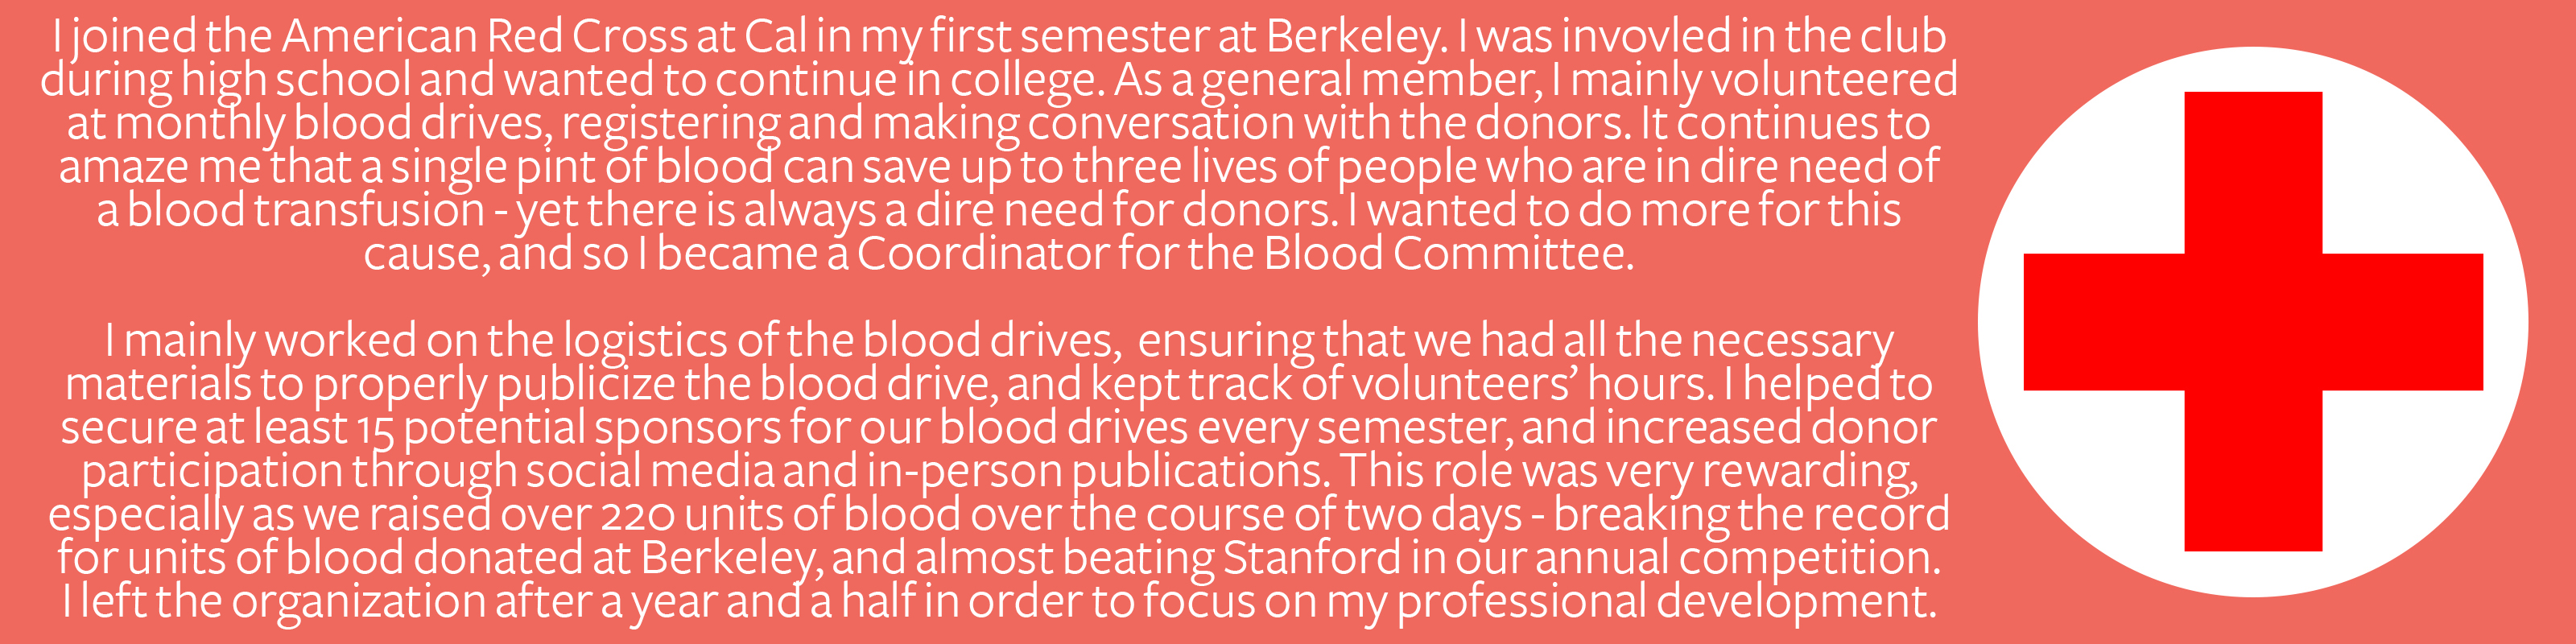 I joined the American Red Cross at Cal in my first semester at Berkeley. I was invovled in the club
during high school and wanted to continue in college. As a general member, I mainly volunteered
at monthly blood drives, registering and making conversation with the donors. It continues to
amaze me that a single pint of blood can save up to three lives of people who are in dire need of
a blood transfusion - yet there is always a dire need for donors. I wanted to do more for this
cause, and so I became a Coordinator for the Blood Committee.
I mainly worked on the logistics of the blood drives,  ensuring that we had all the necessary
materials to properly publicize the blood drive, and kept track of volunteers’ hours. I helped to
secure at least 15 potential sponsors for our blood drives every semester, and increased donor
participation through social media and in-person publications. This role was very rewarding,
especially as we raised over 220 units of blood over the course of two days - breaking the record
for units of blood donated at Berkeley, and almost beating Stanford in our annual competition.
I left the organization after a year and a half in order to focus on my professional development.